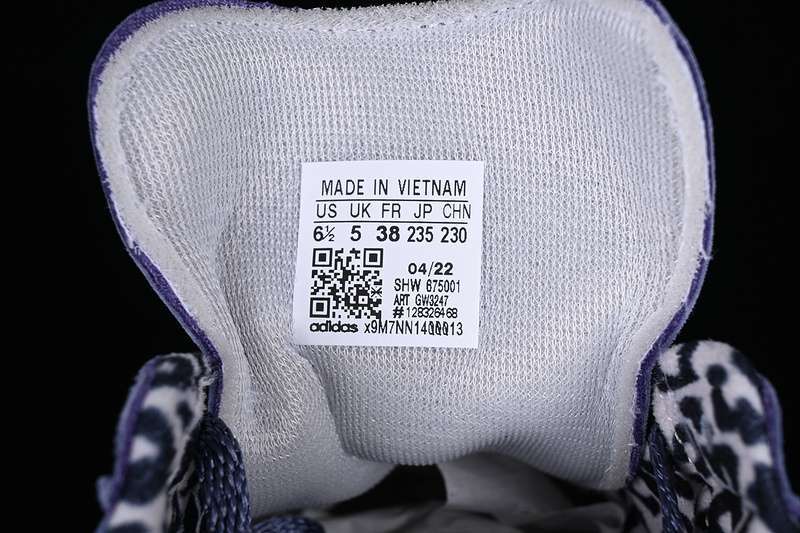 MADE IN VIETNAM
US UK FR JP CHN
6½ 5 38 235 230
04/22
SHW 675001
ART GW3247
#128326468
adidas